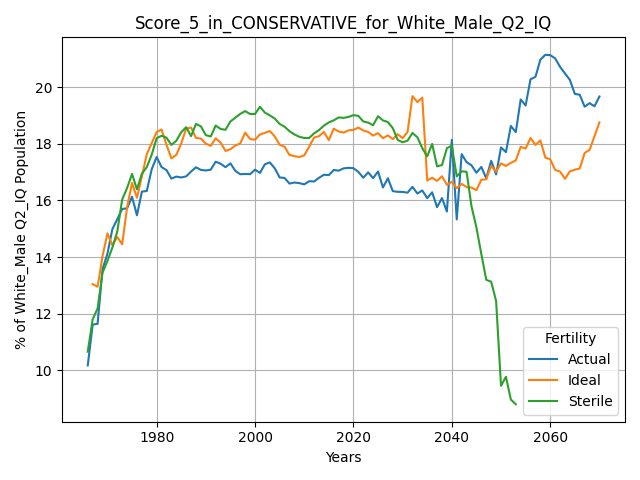 Score_5_in_CONSERVATIVE_for_White_Male_Q2_IQ
% of White_Male Q2_IQ Population
20
18
16
14
12
10
1980
2000
2020
2040
2060
Years
Fertility
Actual
Ideal
Sterile